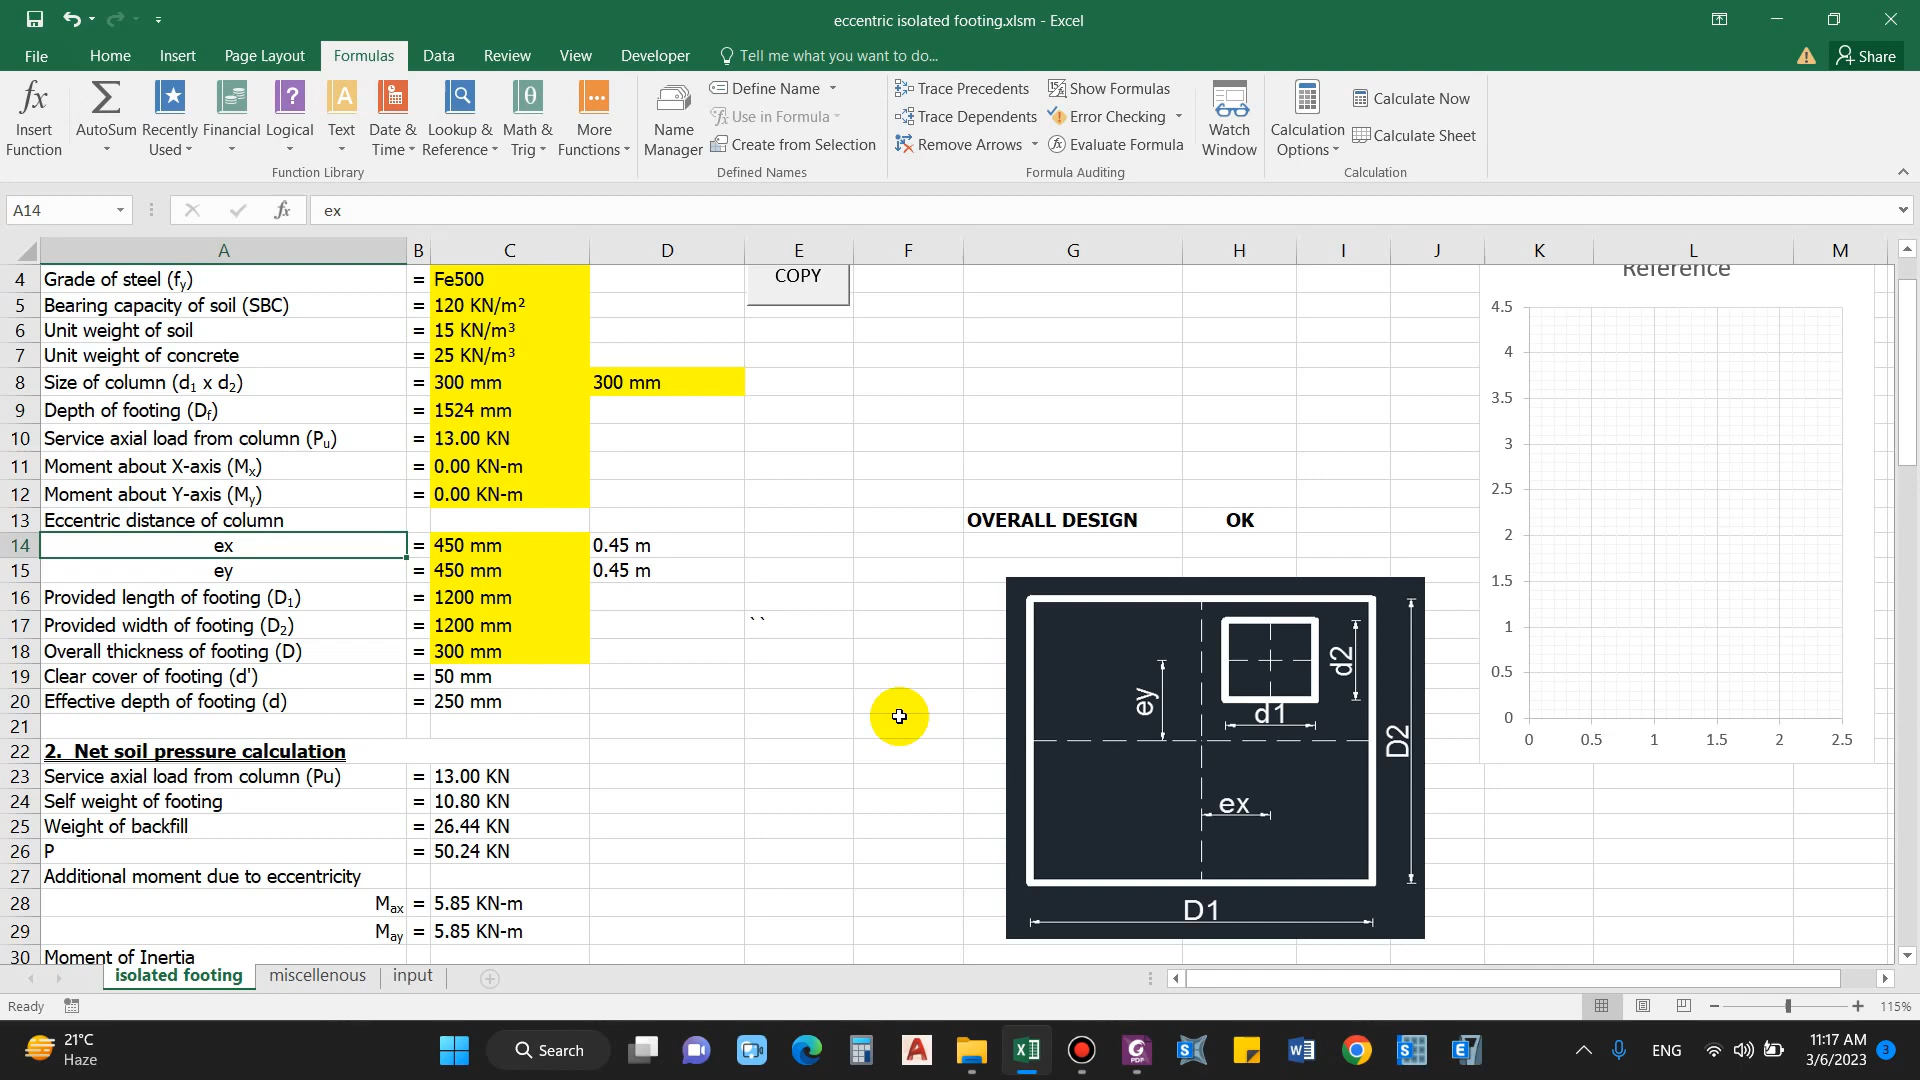 eccentric isolated footing.xlsm - Excel
File Home Insert Page Layout Formulas Data Review View Developer Tell me what you want to do... Share
Insert Function
AutoSum
Recently Used
Financial
Logical
Text
Date & Time
Lookup & Reference
Math & Trig
More Functions
Function Library
Name Manager
Define Name
Use in Formula
Create from Selection
Defined Names
Trace Precedents
Trace Dependents
Remove Arrows
Show Formulas
Error Checking
Evaluate Formula
Formula Auditing
Watch Window
Calculation Options
Calculate Now
Calculate Sheet
Calculation
A14 fx ex
A B C D E F G H I J K L M
4 Grade of steel (fy) = Fe500 COPY
5 Bearing capacity of soil (SBC) = 120 KN/m²
6 Unit weight of soil = 15 KN/m³
7 Unit weight of concrete = 25 KN/m³
8 Size of column (d₁ x d₂) = 300 mm 300 mm
9 Depth of footing (Df) = 1524 mm
10 Service axial load from column (Pu) = 13.00 KN
11 Moment about X-axis (Mx) = 0.00 KN-m
12 Moment about Y-axis (My) = 0.00 KN-m
13 Eccentric distance of column OVERALL DESIGN OK
14 ex = 450 mm 0.45 m
15 ey = 450 mm 0.45 m
16 Provided length of footing (D₁) = 1200 mm
17 Provided width of footing (D₂) = 1200 mm ``
18 Overall thickness of footing (D) = 300 mm
19 Clear cover of footing (d') = 50 mm
20 Effective depth of footing (d) = 250 mm
21
22 2. Net soil pressure calculation
23 Service axial load from column (Pu) = 13.00 KN
24 Self weight of footing = 10.80 KN
25 Weight of backfill = 26.44 KN
26 P = 50.24 KN
27 Additional moment due to eccentricity
28 Max = 5.85 KN-m
29 May = 5.85 KN-m
30 Moment of Inertia
ey
d1
d2
ex
D1
D2
Reference
4.5
4
3.5
3
2.5
2
1.5
1
0.5
0
0 0.5 1 1.5 2 2.5
isolated footing miscellenous input
Ready 115%
21°C
Haze
Search
ENG
11:17 AM
3/6/2023
3